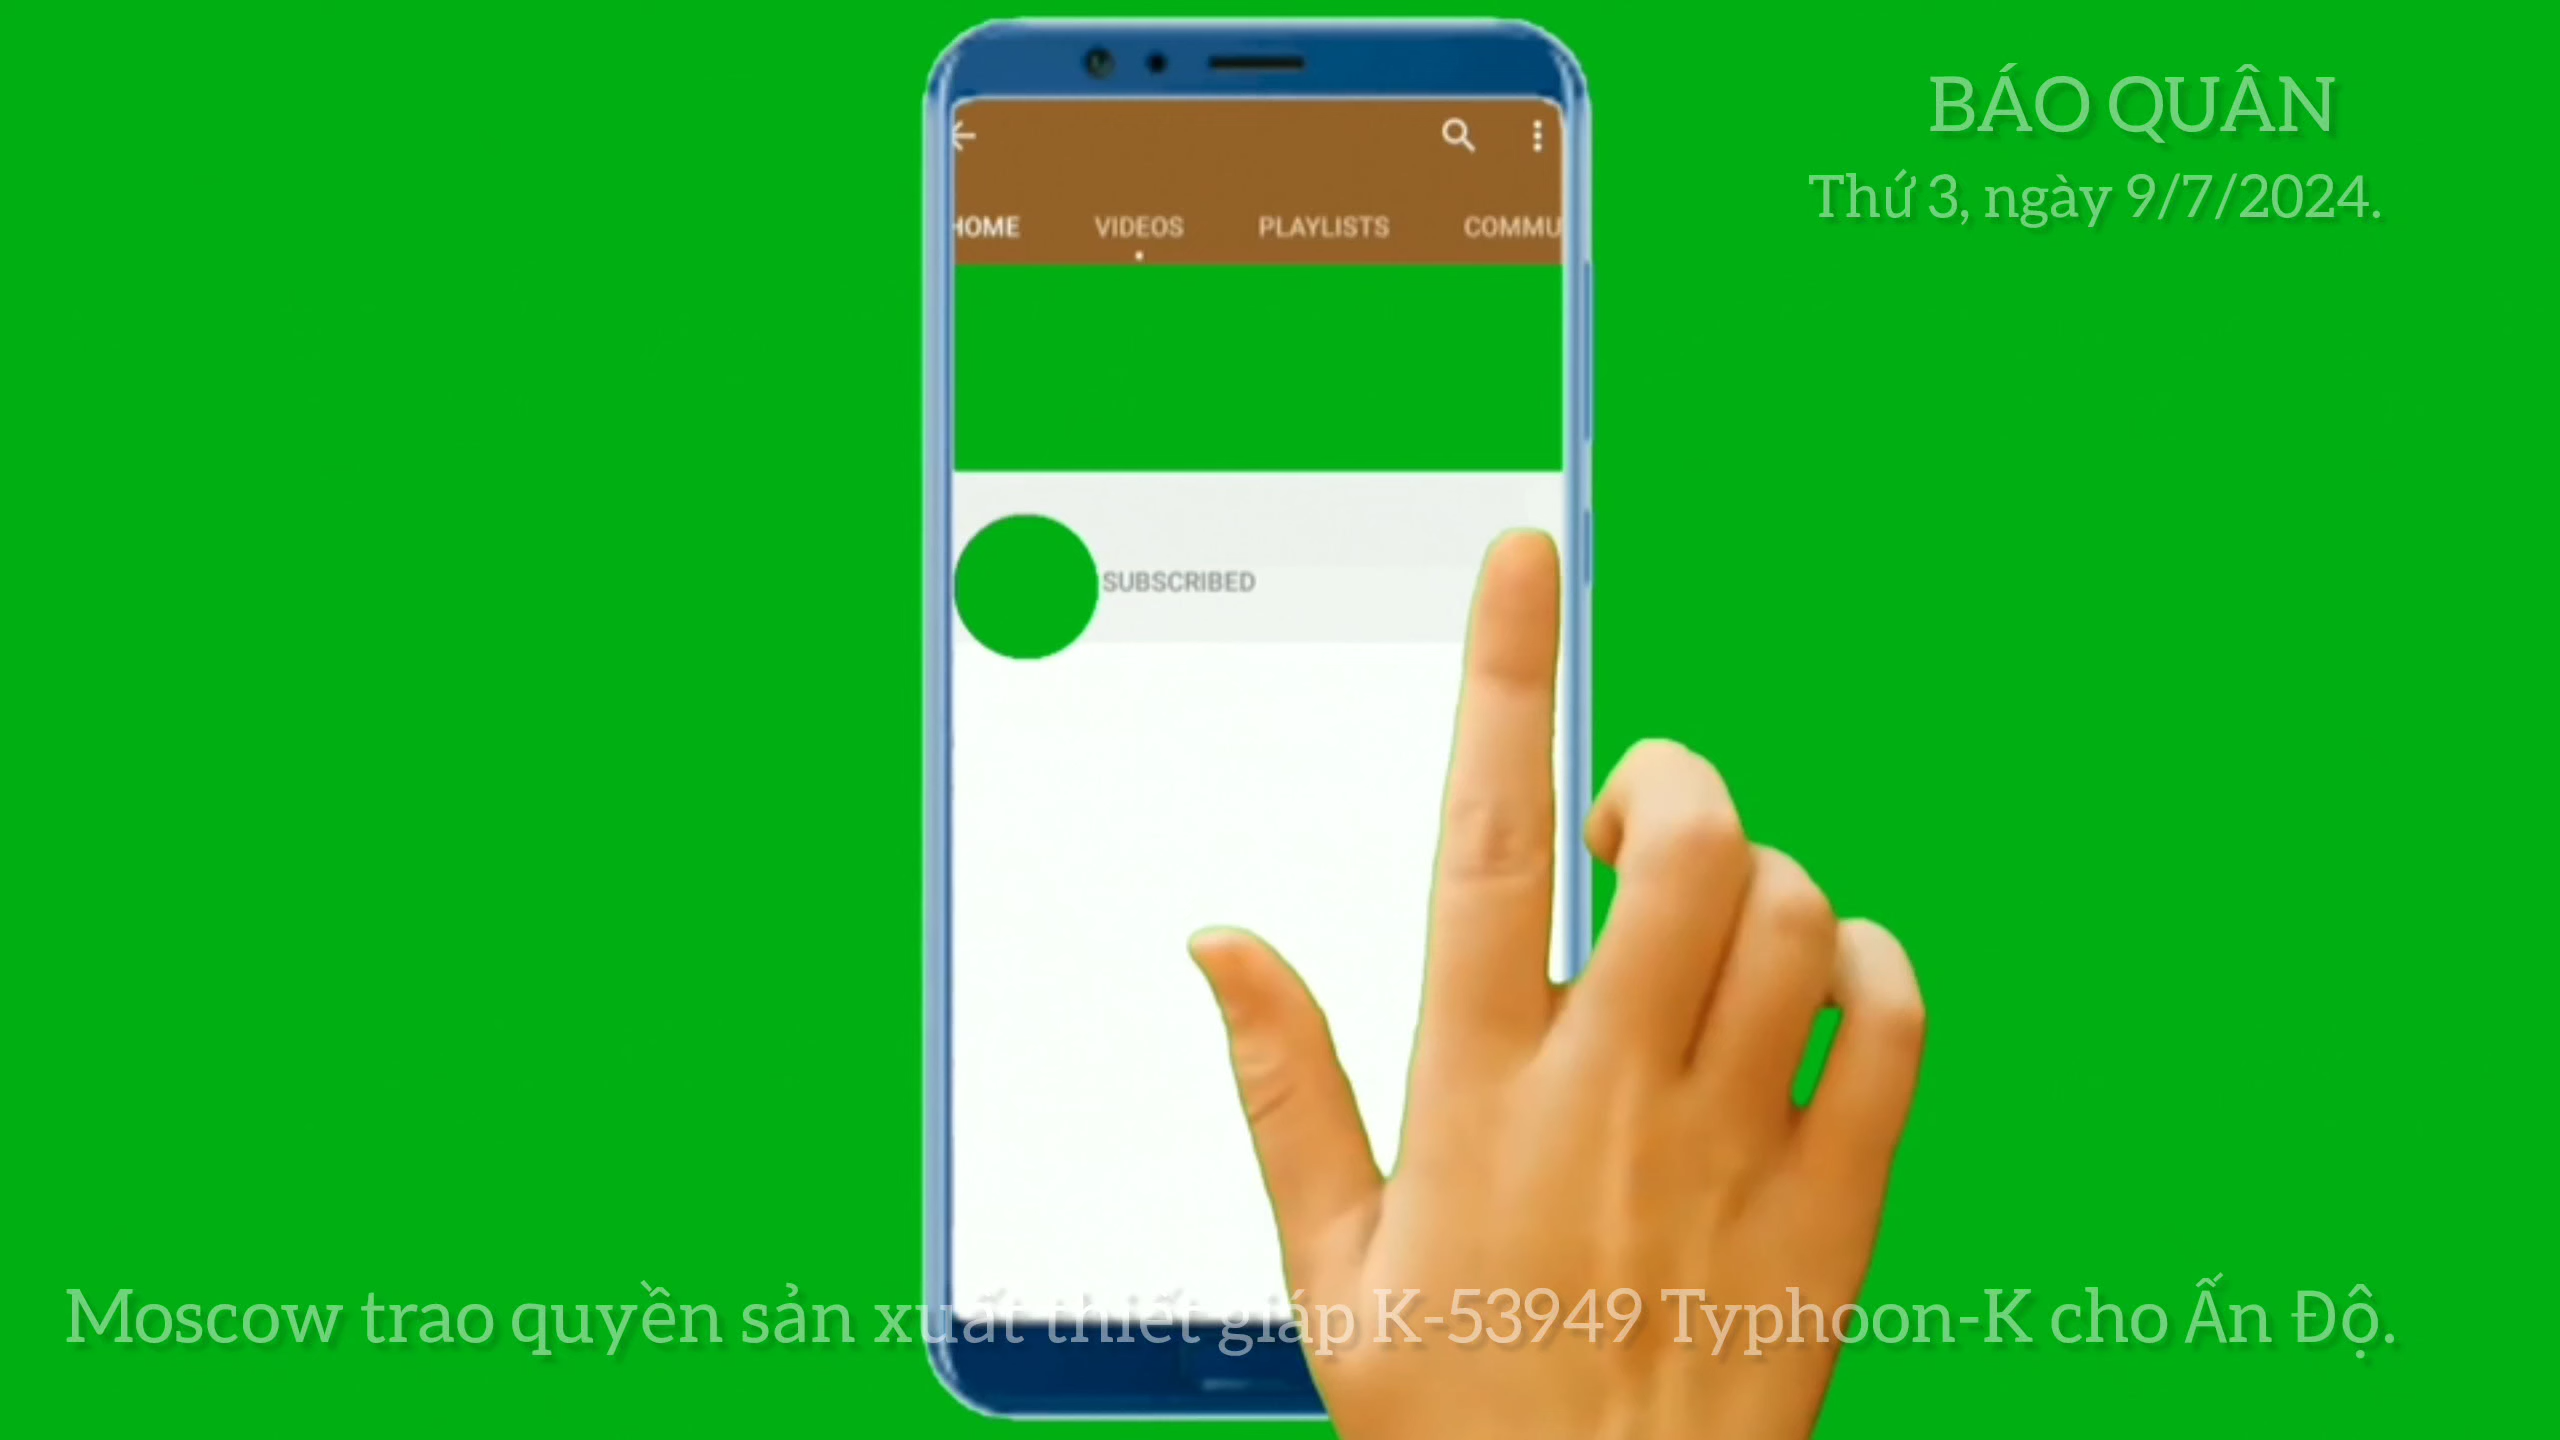 BÁO QUÂN
Thứ 3, ngày 9/7/2024.
HOME VIDEOS PLAYLISTS COMMU
SUBSCRIBED
Moscow trao quyền sản xuất thiết giáp K-53949 Typhoon-K cho Ấn Độ.